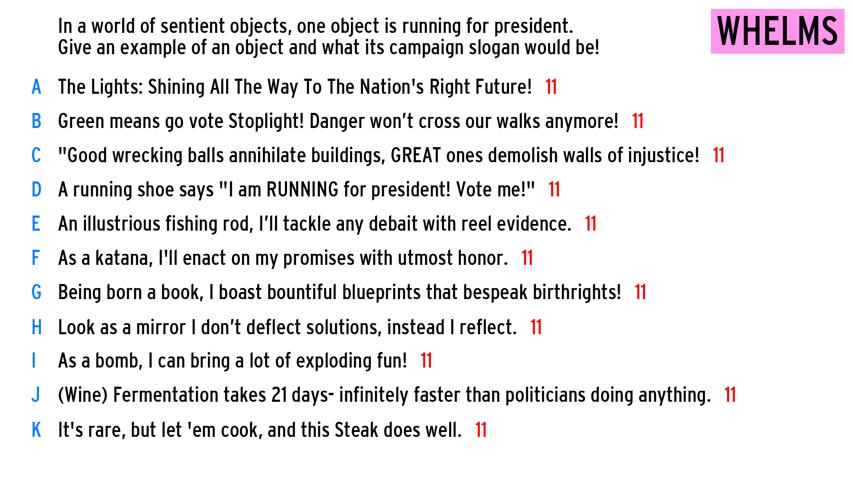 In a world of sentient objects, one object is running for president.
Give an example of an object and what its campaign slogan would be!
WHELMS
A The Lights: Shining All The Way To The Nation's Right Future! 11
B Green means go vote Stoplight! Danger won’t cross our walks anymore! 11
C "Good wrecking balls annihilate buildings, GREAT ones demolish walls of injustice! 11
D A running shoe says "I am RUNNING for president! Vote me!" 11
E An illustrious fishing rod, I’ll tackle any debait with reel evidence. 11
F As a katana, I'll enact on my promises with utmost honor. 11
G Being born a book, I boast bountiful blueprints that bespeak birthrights! 11
H Look as a mirror I don’t deflect solutions, instead I reflect. 11
I As a bomb, I can bring a lot of exploding fun! 11
J (Wine) Fermentation takes 21 days- infinitely faster than politicians doing anything. 11
K It's rare, but let 'em cook, and this Steak does well. 11